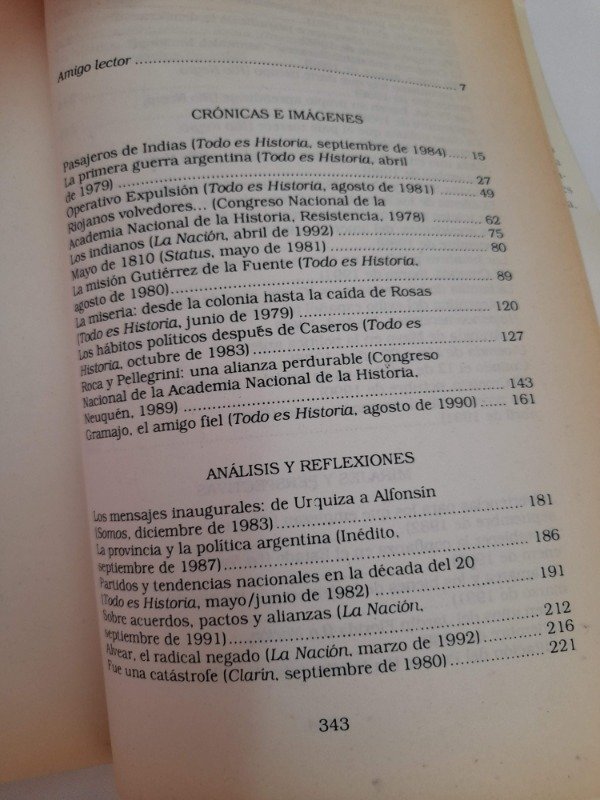 Amigo lector ........................................................ 7
CRÓNICAS E IMÁGENES
Pasajeros de Indias (Todo es Historia, septiembre de 1984) ..... 15
La primera guerra argentina (Todo es Historia, abril
de 1979) ........................................................ 27
Operativo Expulsión (Todo es Historia, agosto de 1981) ...... 49
Riojanos volvedores... (Congreso Nacional de la
Academia Nacional de la Historia, Resistencia, 1978) ........ 62
Los indianos (La Nación, abril de 1992) ........................ 75
Mayo de 1810 (Status, mayo de 1981) ........................ 80
La misión Gutiérrez de la Fuente (Todo es Historia,
agosto de 1980) ........................................................ 89
La miseria: desde la colonia hasta la caída de Rosas
(Todo es Historia, junio de 1979) ........................ 120
Los hábitos políticos después de Caseros (Todo es
Historia, octubre de 1983) ........................ 127
Roca y Pellegrini: una alianza perdurable (Congreso
Nacional de la Academia Nacional de la Historia,
Neuquén, 1989) ........................................................ 143
Gramajo, el amigo fiel (Todo es Historia, agosto de 1990) ...... 161
ANÁLISIS Y REFLEXIONES
Los mensajes inaugurales: de Urquiza a Alfonsín
(Somos, diciembre de 1983) ........................ 181
La provincia y la política argentina (Inédito,
septiembre de 1987) ........................ 186
Partidos y tendencias nacionales en la década del 20
(Todo es Historia, mayo/junio de 1982) ........................ 191
Sobre acuerdos, pactos y alianzas (La Nación,
septiembre de 1991) ........................ 212
Alvear, el radical negado (La Nación, marzo de 1992) ............ 216
Fue una catástrofe (Clarín, septiembre de 1980) .................. 221
343